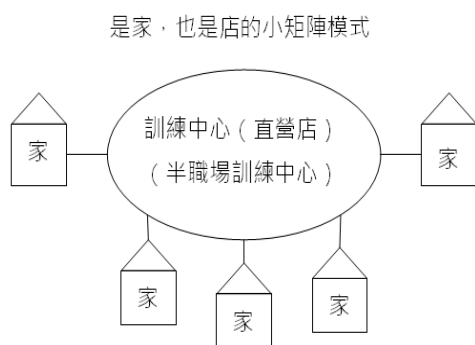 是家，也是店的小矩陣模式
訓練中心（直營店）
（半職場訓練中心）
家
家
家
家
家